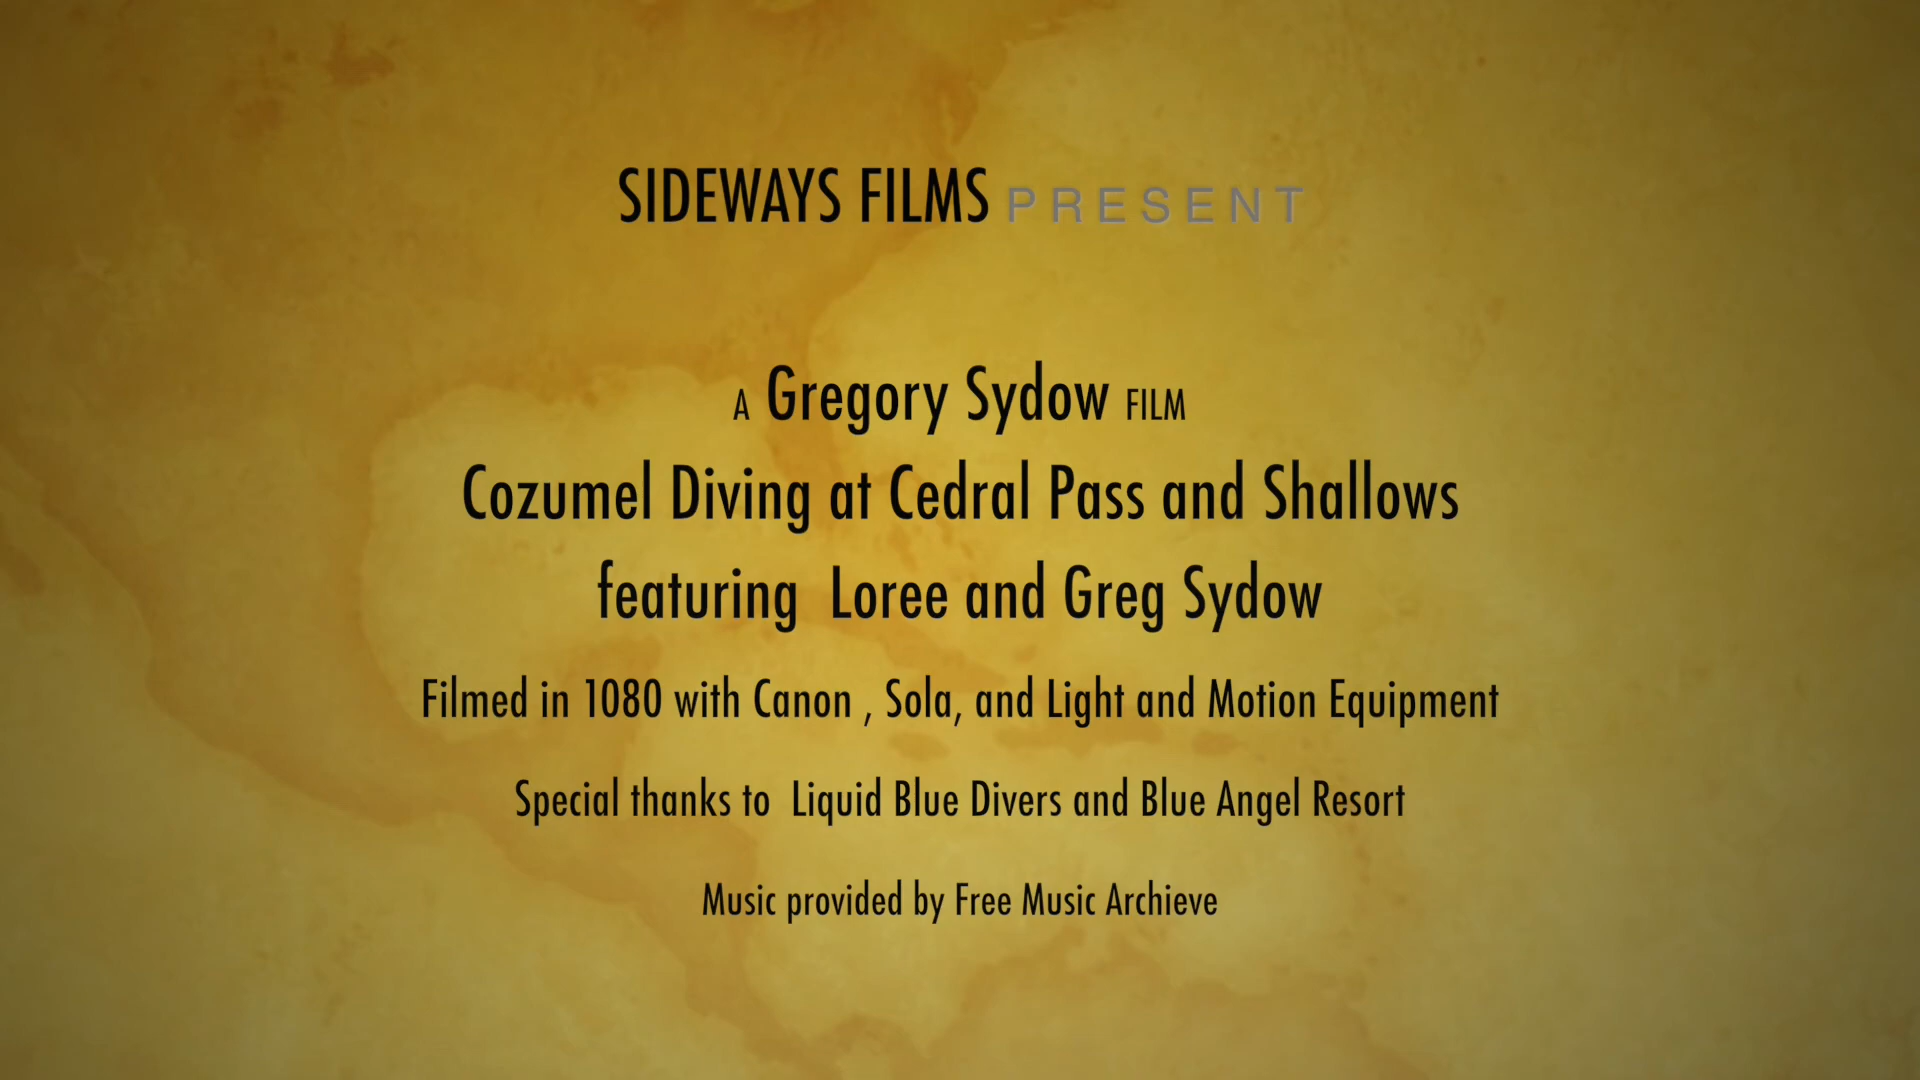 SIDEWAYS FILMS PRESENT
A Gregory Sydow FILM
Cozumel Diving at Cedral Pass and Shallows
featuring  Loree and Greg Sydow
Filmed in 1080 with Canon , Sola, and Light and Motion Equipment
Special thanks to  Liquid Blue Divers and Blue Angel Resort
Music provided by Free Music Archieve